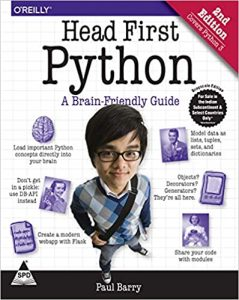 O'REILLY®
2nd Edition
Covers Python 3
Head First
Python
A Brain-Friendly Guide
For Sale in
the Indian
Subcontinent &
Select Countries
Only*
Load important Python
concepts directly into your
brain
Model data as
lists, tuples,
sets, and
dictionaries
Don't get
in a pickle:
use DB-API
instead
Objects?
Decorators?
Generators?
They're all here.
Create a modern
webapp with Flask
Share your
code with
modules
SPD
Paul Barry